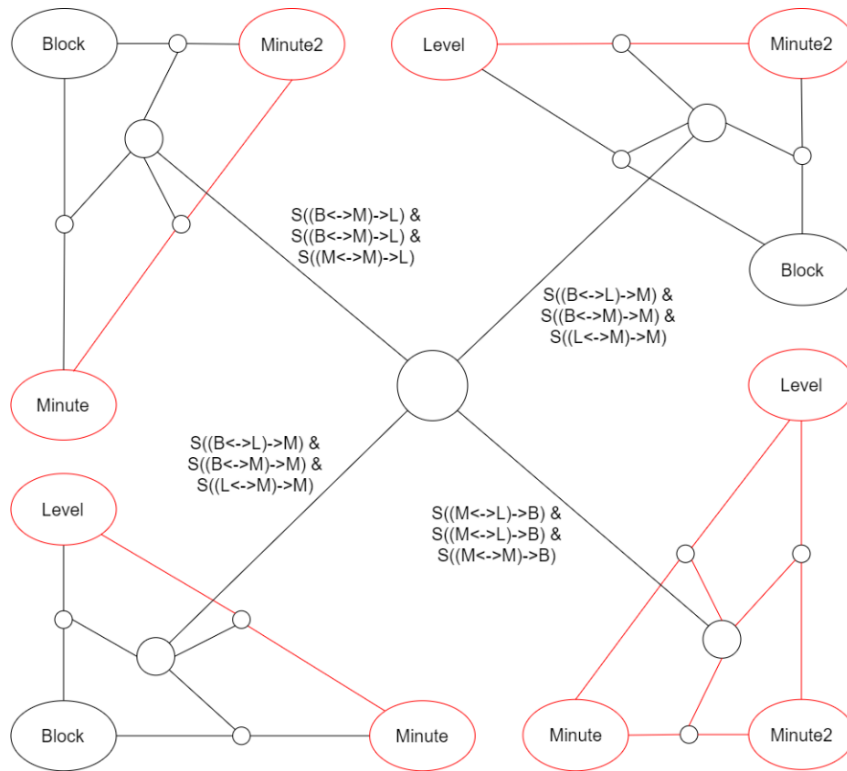 Block
Minute2
Level
Minute2
S((B<->M)->L) &
S((B<->M)->L) &
S((M<->M)->L)
Block
S((B<->L)->M) &
S((B<->M)->M) &
S((L<->M)->M)
Minute
Level
S((B<->L)->M) &
S((B<->M)->M) &
S((L<->M)->M)
Level
S((M<->L)->B) &
S((M<->L)->B) &
S((M<->M)->B)
Block
Minute
Minute
Minute2